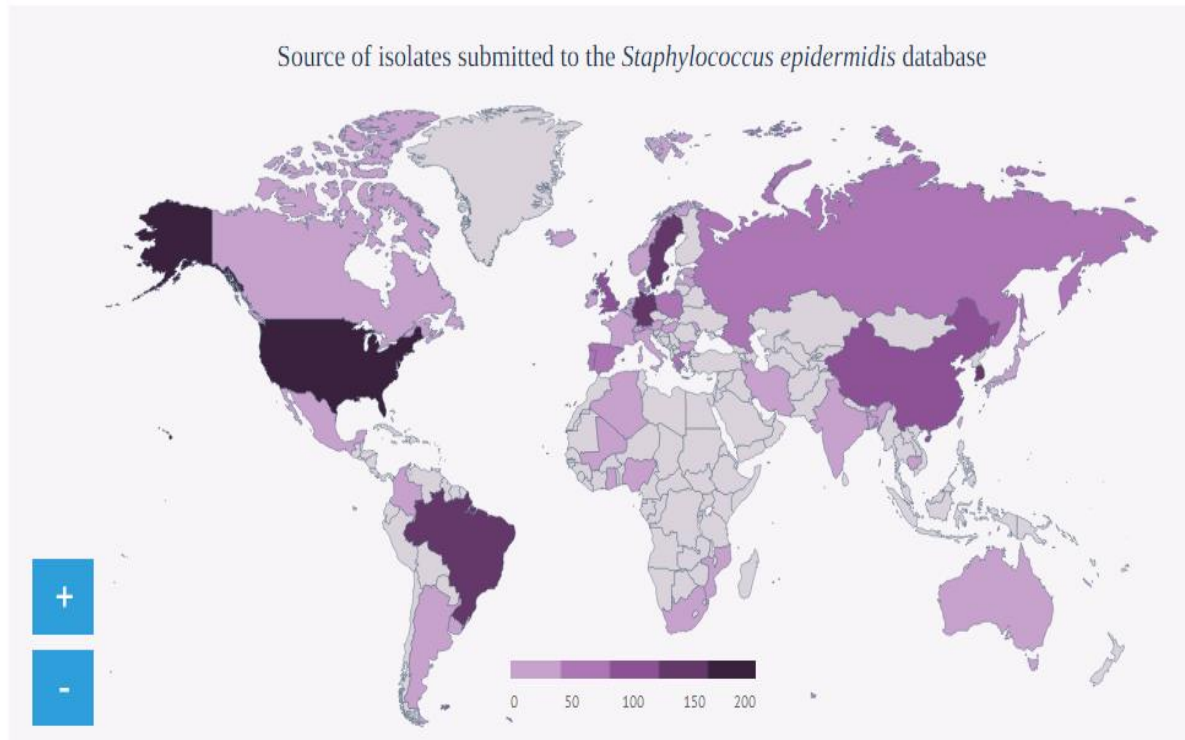 Source of isolates submitted to the Staphylococcus epidermidis database
+
-
0 50 100 150 200